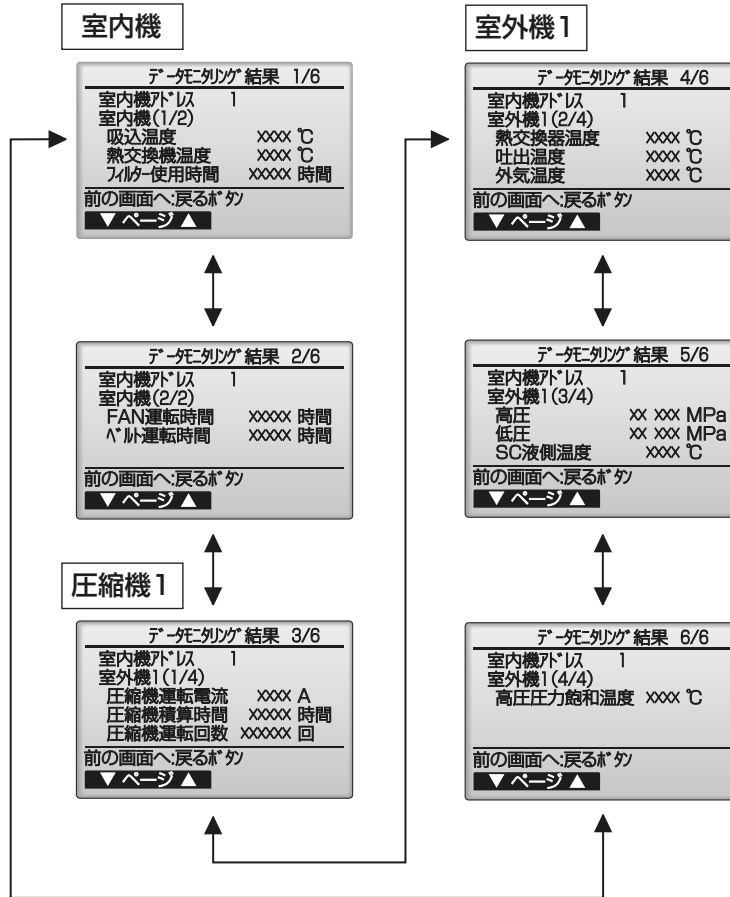 室内機
データモニタリング結果 1/6
室内機アドレス 1
室内機(1/2)
吸込温度 xxxx ℃
熱交換機温度 xxxx ℃
フィルター使用時間 xxxxx 時間
前の画面へ:戻るボタン
▼ ページ ▲
データモニタリング結果 2/6
室内機アドレス 1
室内機(2/2)
FAN運転時間 xxxxx 時間
ベルト運転時間 xxxxx 時間
前の画面へ:戻るボタン
▼ ページ ▲
圧縮機1
データモニタリング結果 3/6
室内機アドレス 1
室外機1(1/4)
圧縮機運転電流 xxxx A
圧縮機積算時間 xxxxx 時間
圧縮機運転回数 xxxxxx 回
前の画面へ:戻るボタン
▼ ページ ▲
室外機1
データモニタリング結果 4/6
室内機アドレス 1
室外機1(2/4)
熱交換器温度 xxxx ℃
吐出温度 xxxx ℃
外気温度 xxxx ℃
前の画面へ:戻るボタン
▼ ページ ▲
データモニタリング結果 5/6
室内機アドレス 1
室外機1(3/4)
高圧 xx xxx MPa
低圧 xx xxx MPa
SC液側温度 xxxx ℃
前の画面へ:戻るボタン
▼ ページ ▲
データモニタリング結果 6/6
室内機アドレス 1
室外機1(4/4)
高圧圧力飽和温度 xxxx ℃
前の画面へ:戻るボタン
▼ ページ ▲